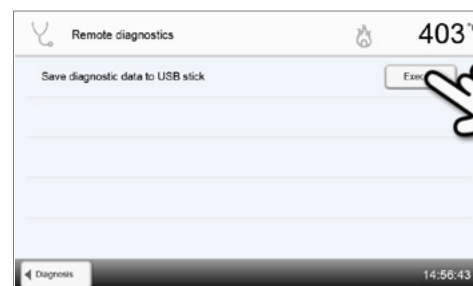 Remote diagnostics
403°
Save diagnostic data to USB stick
Diagnosis
14:56:43